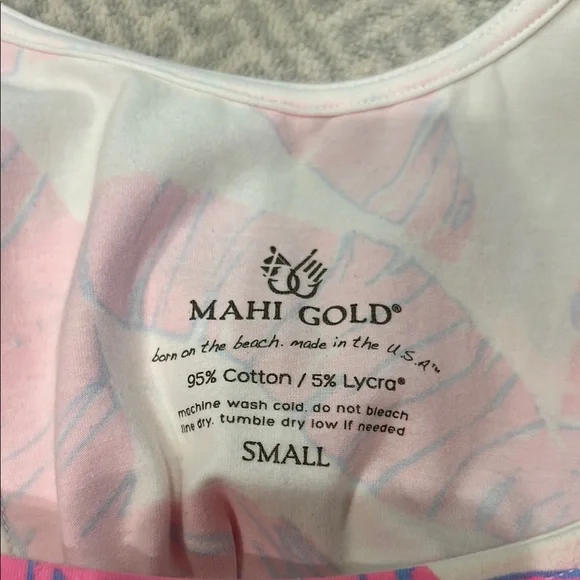 MAHI GOLD®
born on the beach. made in the U.S.A™
95% Cotton / 5% Lycra®
machine wash cold. do not bleach
line dry. tumble dry low if needed
SMALL